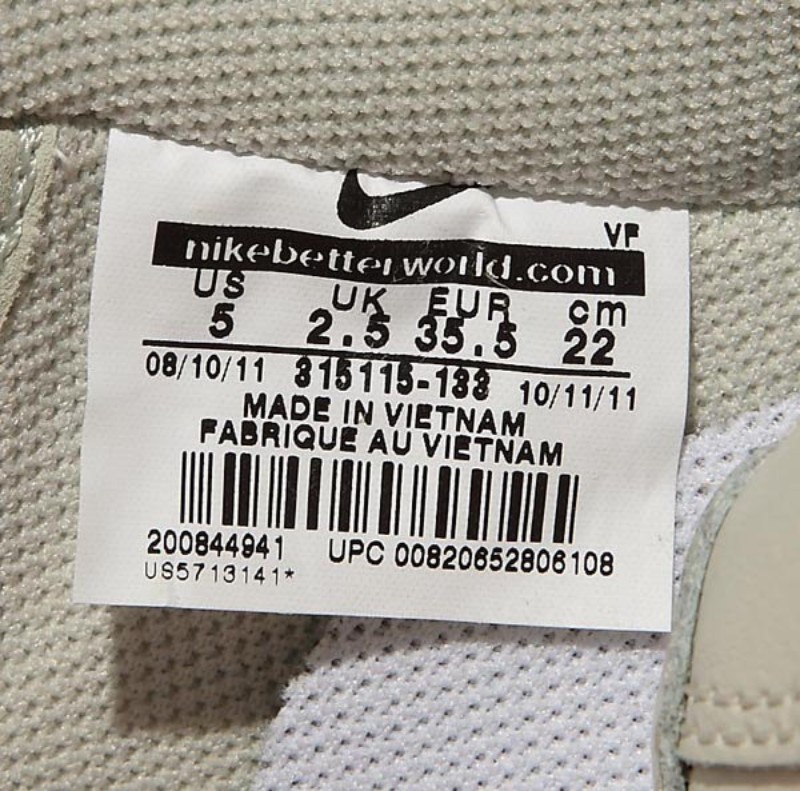 VF
nikebetterworld.com
US UK EUR cm
5 2.5 35.5 22
08/10/11 315115-133 10/11/11
MADE IN VIETNAM
FABRIQUE AU VIETNAM
200844941 UPC 00820652806108
US5713141*